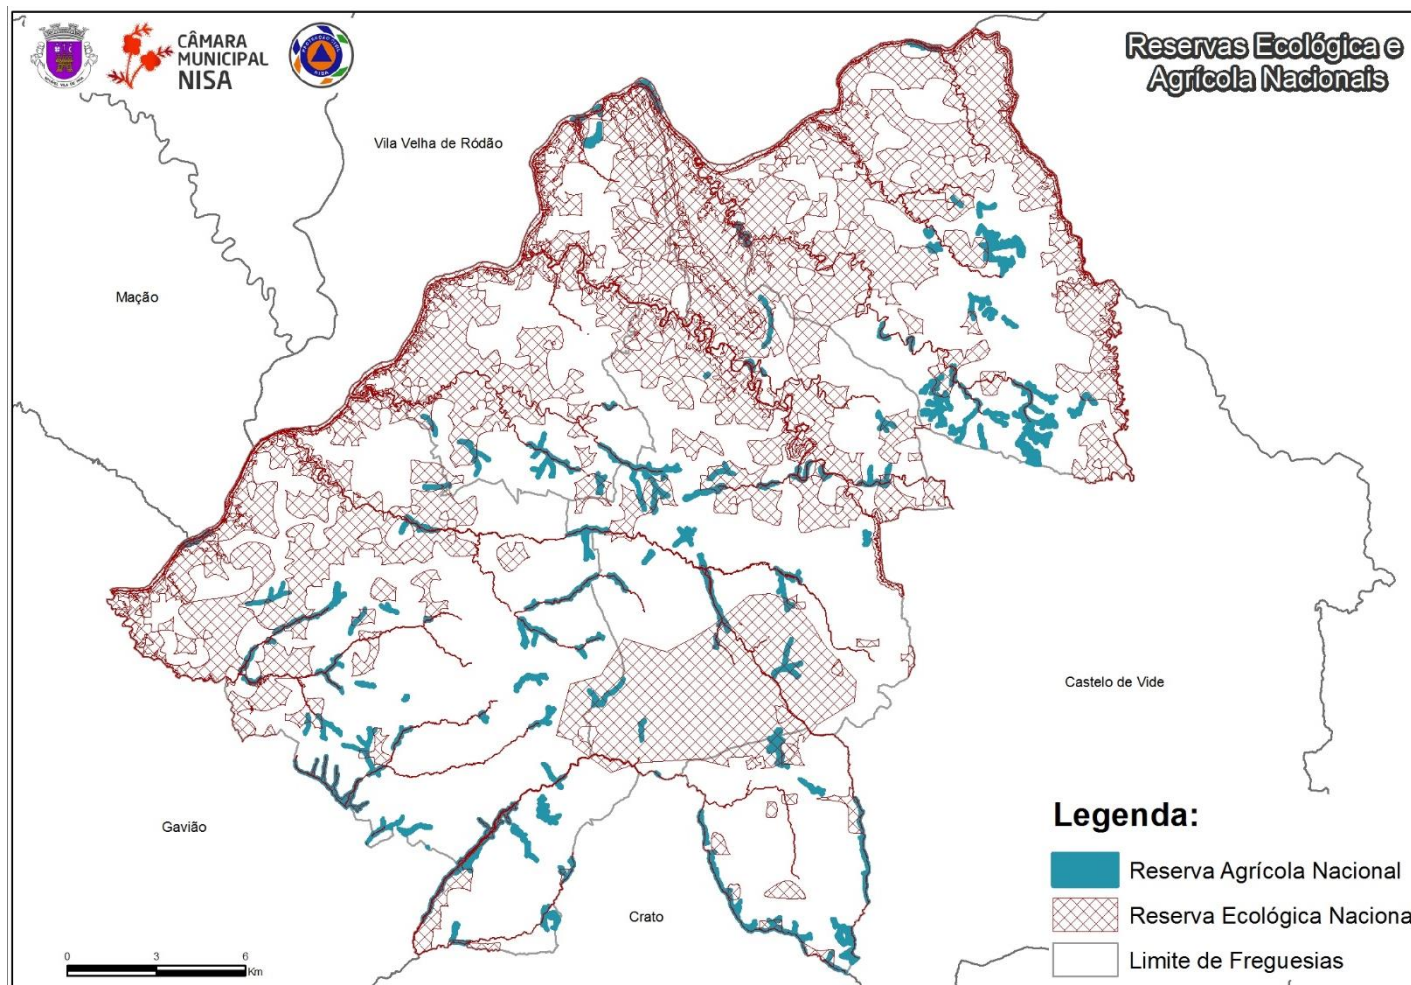 CÂMARA
MUNICIPAL
NISA
NISA
Reservas Ecológica e
Agrícola Nacionais
Vila Velha de Ródão
Mação
Castelo de Vide
Gavião
Crato
Legenda:
Reserva Agrícola Nacional
Reserva Ecológica Naciona
Limite de Freguesias
0 3 6
Km